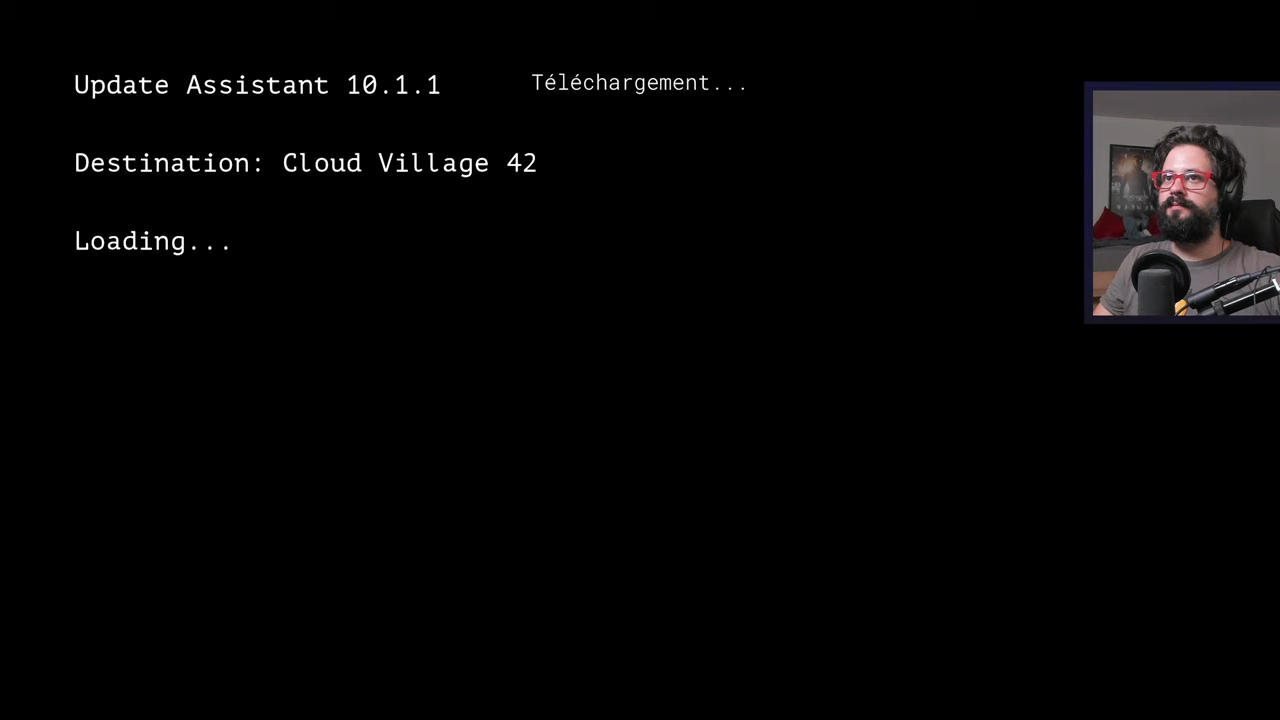 Update Assistant 10.1.1
Téléchargement...
Destination: Cloud Village 42
Loading...